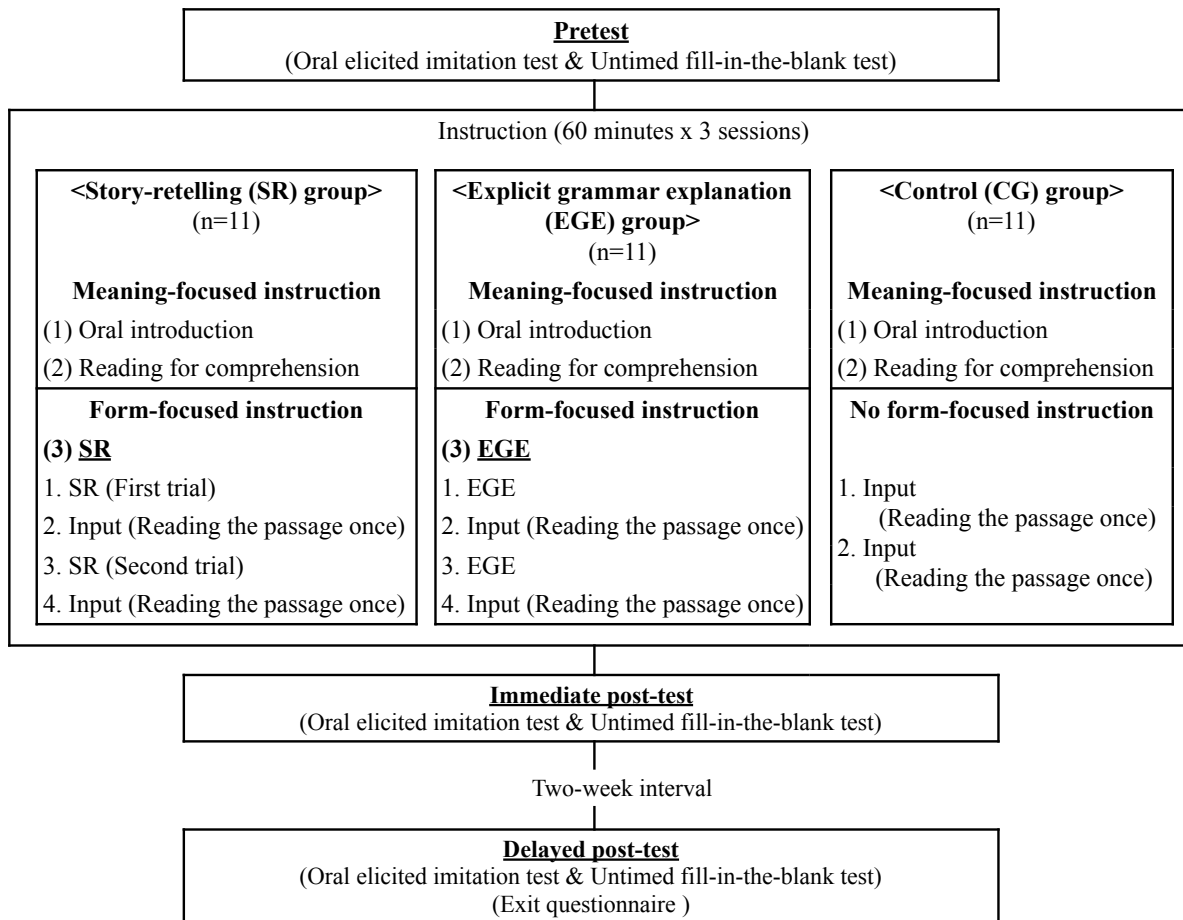 Pretest
(Oral elicited imitation test & Untimed fill-in-the-blank test)
Instruction (60 minutes x 3 sessions)
<Story-retelling (SR) group>
(n=11)
Meaning-focused instruction
(1) Oral introduction
(2) Reading for comprehension
Form-focused instruction
(3) SR
1. SR (First trial)
2. Input (Reading the passage once)
3. SR (Second trial)
4. Input (Reading the passage once)
<Explicit grammar explanation
(EGE) group>
(n=11)
Meaning-focused instruction
(1) Oral introduction
(2) Reading for comprehension
Form-focused instruction
(3) EGE
1. EGE
2. Input (Reading the passage once)
3. EGE
4. Input (Reading the passage once)
<Control (CG) group>
(n=11)
Meaning-focused instruction
(1) Oral introduction
(2) Reading for comprehension
No form-focused instruction
1. Input
(Reading the passage once)
2. Input
(Reading the passage once)
Immediate post-test
(Oral elicited imitation test & Untimed fill-in-the-blank test)
Two-week interval
Delayed post-test
(Oral elicited imitation test & Untimed fill-in-the-blank test)
(Exit questionnaire )